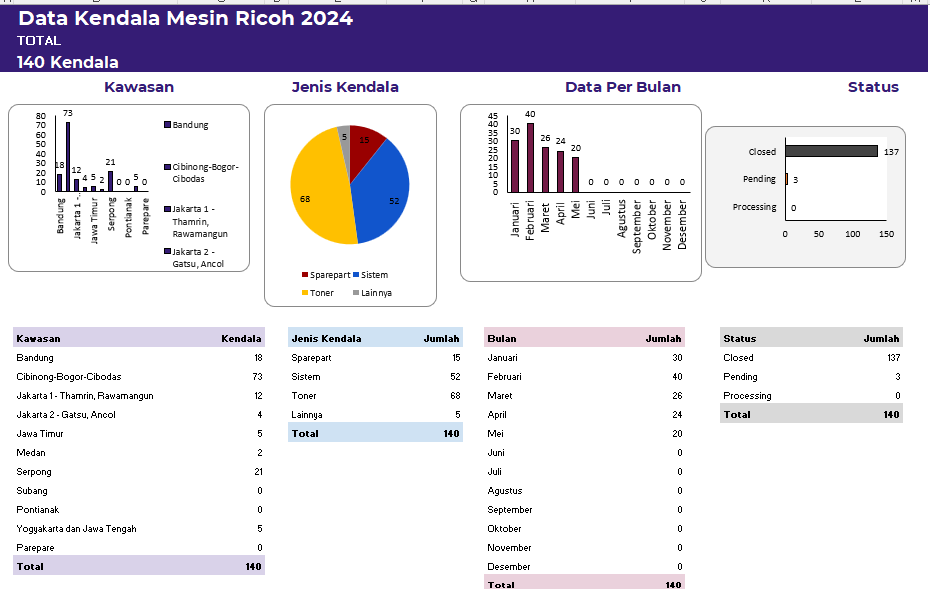 Data Kendala Mesin Ricoh 2024
TOTAL
140 Kendala
Kawasan
Jenis Kendala
Data Per Bulan
Status
80
70
60
50
40
30
20
10
0
18
73
12
4
5
2
21
0
0
5
0
Bandung
Jakarta 1 -…
Jawa Timur
Serpong
Pontianak
Parepare
Bandung
Cibinong-Bogor-
Cibodas
Jakarta 1 -
Thamrin,
Rawamangun
Jakarta 2 -
Gatsu, Ancol
5
15
68
52
Sparepart
Sistem
Toner
Lainnya
45
40
35
30
25
20
15
10
5
0
30
40
26
24
20
0
0
0
0
0
0
0
Januari
Februari
Maret
April
Mei
Juni
Juli
Agustus
September
Oktober
November
Desember
Closed
137
Pending
3
Processing
0
0 50 100 150
Kawasan Kendala
Bandung 18
Cibinong-Bogor-Cibodas 73
Jakarta 1 - Thamrin, Rawamangun 12
Jakarta 2 - Gatsu, Ancol 4
Jawa Timur 5
Medan 2
Serpong 21
Subang 0
Pontianak 0
Yogyakarta dan Jawa Tengah 5
Parepare 0
Total 140
Jenis Kendala Jumlah
Sparepart 15
Sistem 52
Toner 68
Lainnya 5
Total 140
Bulan Jumlah
Januari 30
Februari 40
Maret 26
April 24
Mei 20
Juni 0
Juli 0
Agustus 0
September 0
Oktober 0
November 0
Desember 0
Total 140
Status Jumlah
Closed 137
Pending 3
Processing 0
Total 140